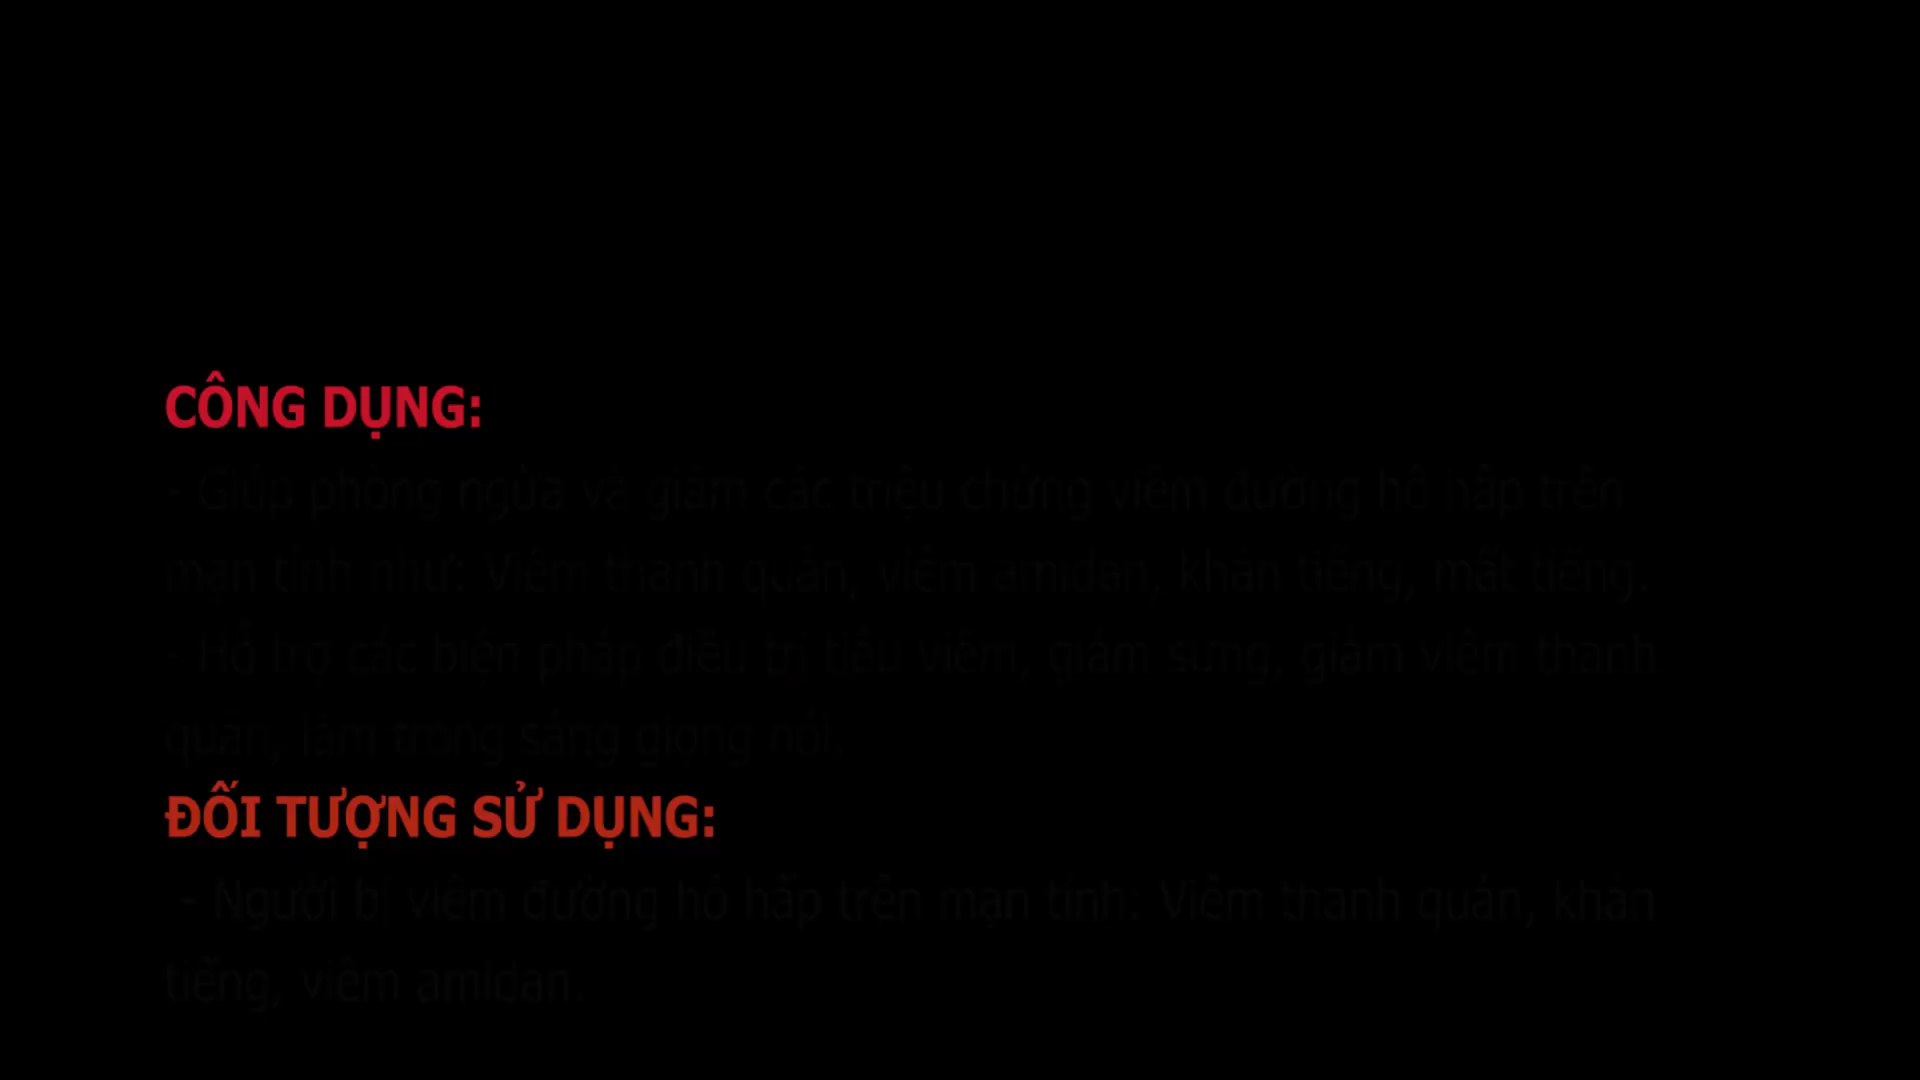 CÔNG DỤNG:
- Giúp phòng ngừa và giảm các triệu chứng viêm đường hô hấp trên
mạn tính như: Viêm thanh quản, viêm amidan, khản tiếng, mất tiếng.
- Hỗ trợ các biện pháp điều trị tiêu viêm, giảm sưng, giảm viêm thanh
quản, làm trong sáng giọng nói.
ĐỐI TƯỢNG SỬ DỤNG:
- Người bị viêm đường hô hấp trên mạn tính: Viêm thanh quản, khản
tiếng, viêm amidan.